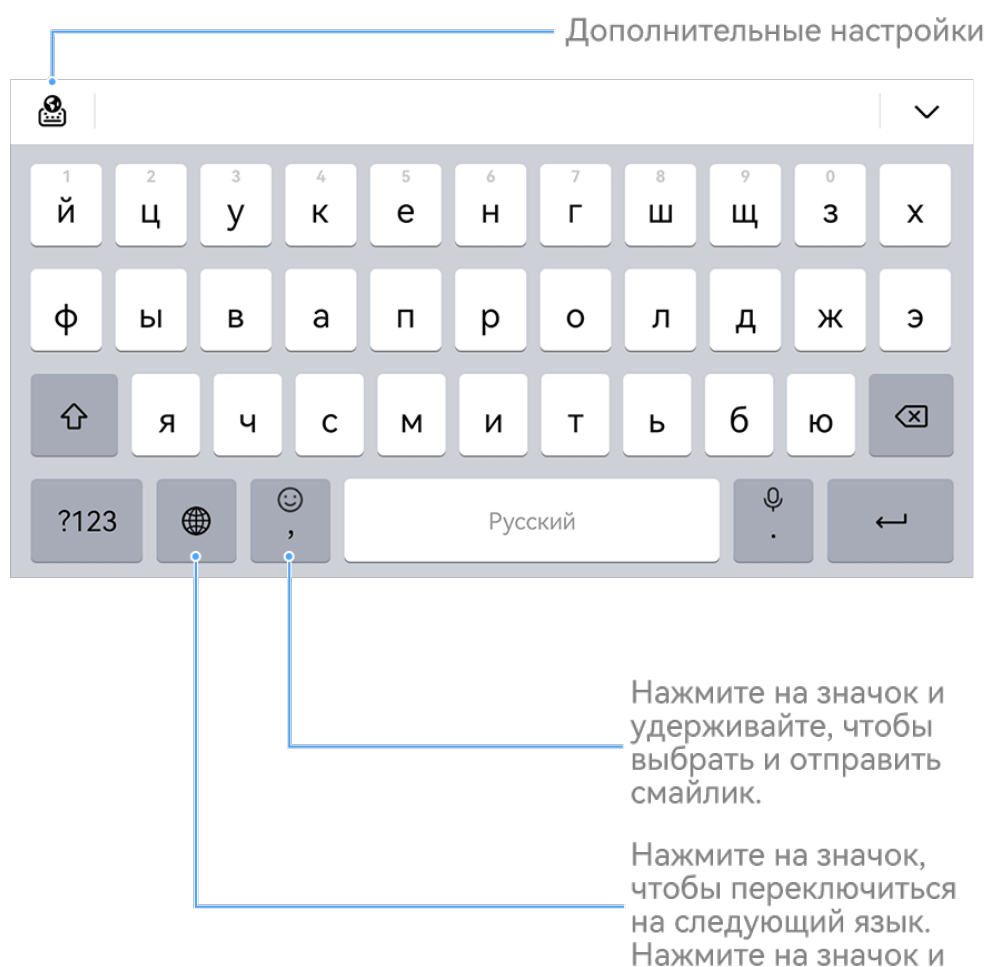 Дополнительные настройки
1 2 3 4 5 6 7 8 9 0
й ц у к е н г ш щ з х
ф ы в а п р о л д ж э
я ч с м и т ь б ю
?123 , Русский .
Нажмите на значок и
удерживайте, чтобы
выбрать и отправить
смайлик.
Нажмите на значок,
чтобы переключиться
на следующий язык.
Нажмите на значок и